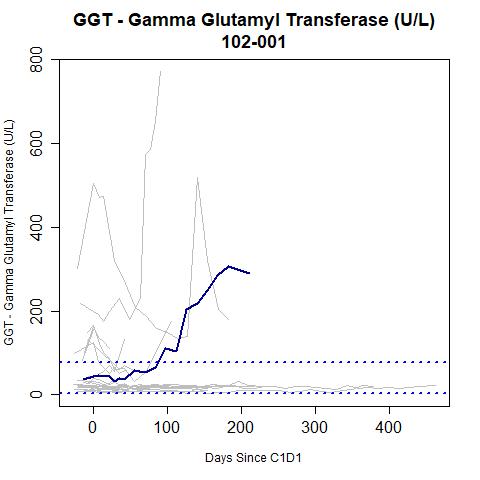 GGT - Gamma Glutamyl Transferase (U/L)
102-001
GGT - Gamma Glutamyl Transferase (U/L)
800
600
400
200
0
0 100 200 300 400
Days Since C1D1